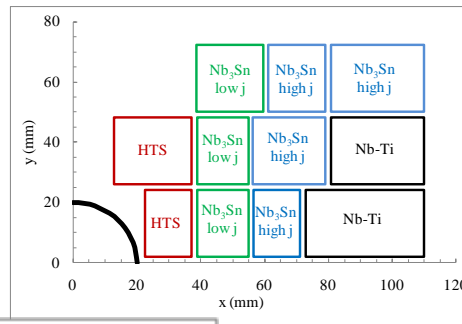 80
Nb₃Sn Nb₃Sn Nb₃Sn
low j high j high j
60
y (mm)
40
HTS Nb₃Sn Nb₃Sn Nb-Ti
low j high j
20
HTS Nb₃Sn Nb₃Sn Nb-Ti
low j high j
0
0 20 40 60 80 100 120
x (mm)